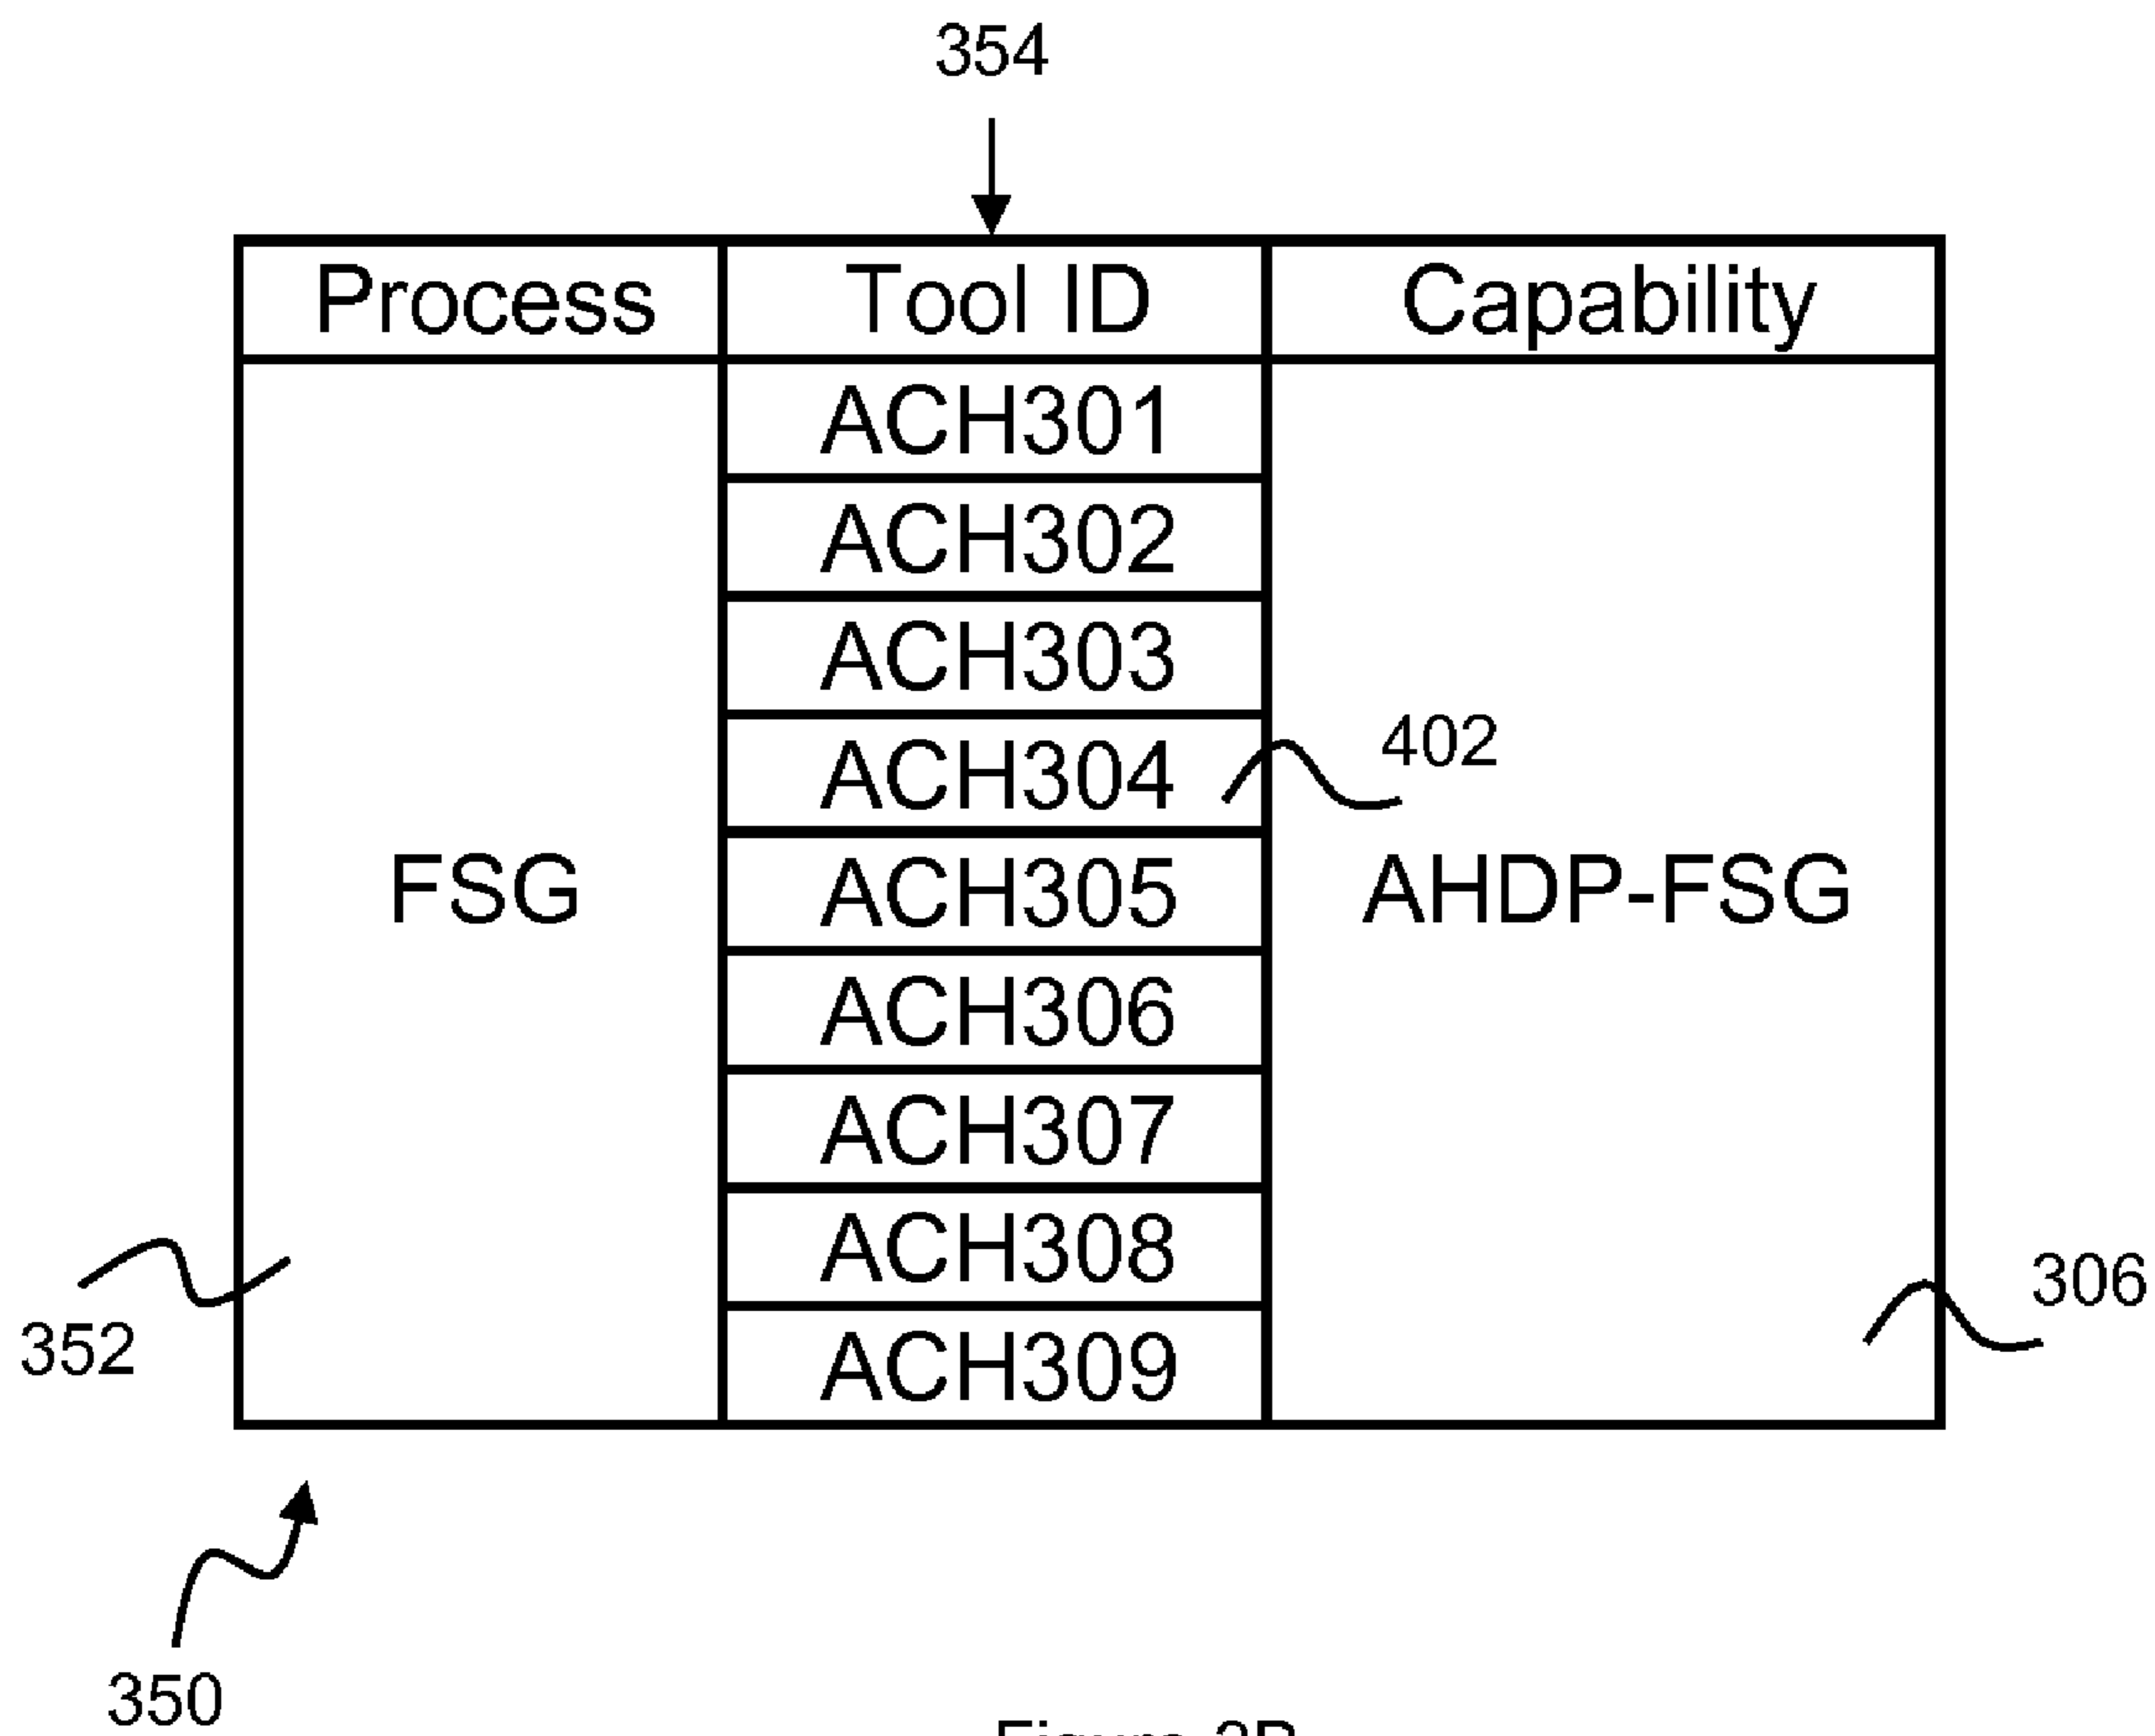 354
Process Tool ID Capability
ACH301
ACH302
ACH303
ACH304 402
FSG ACH305 AHDP-FSG
ACH306
ACH307
ACH308 306
352 ACH309
350